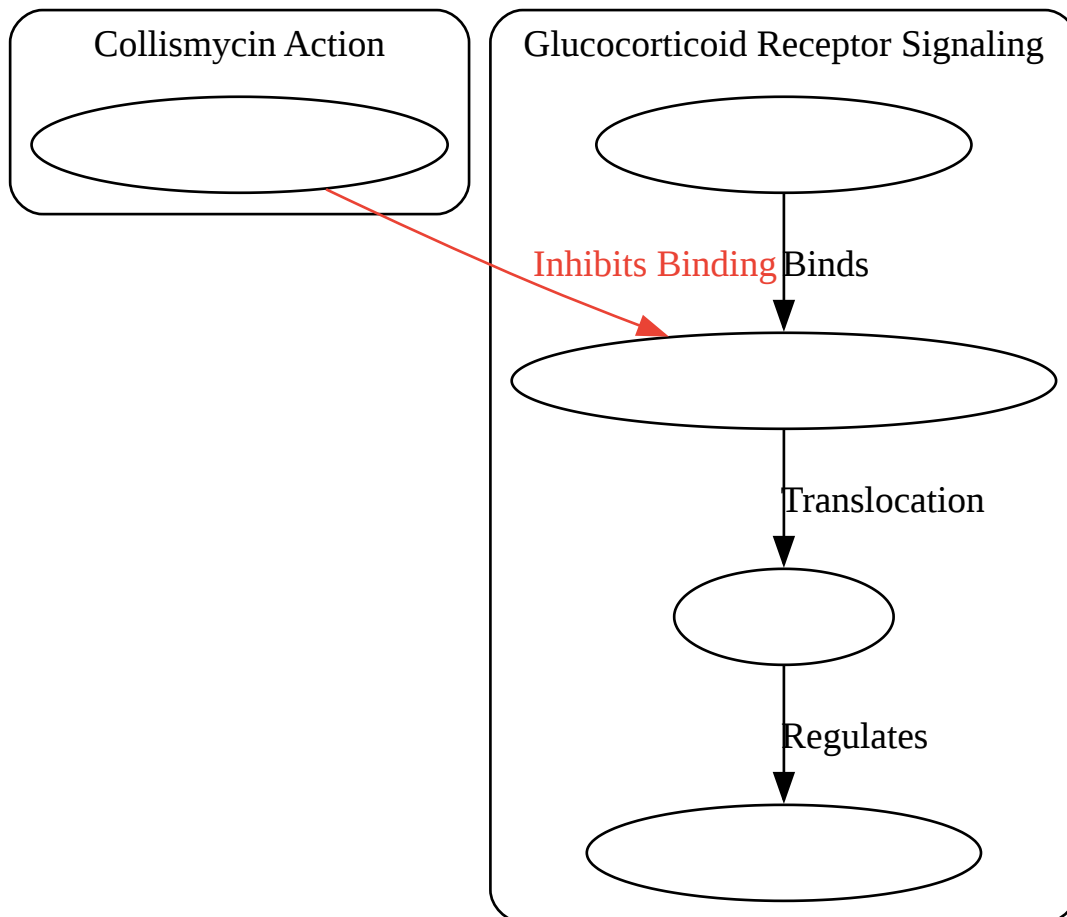 Collismycin Action
Glucocorticoid Receptor Signaling
Inhibits Binding
Binds
Translocation
Regulates